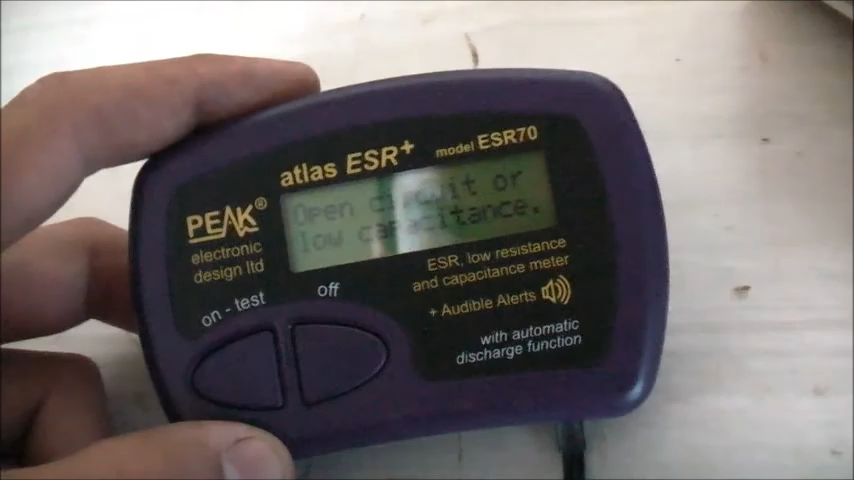 atlas ESR+ model ESR70
PEAK®
electronic
design ltd
Open circuit or
low capacitance.
ESR, low resistance
and capacitance meter
+ Audible Alerts
on - test off
with automatic
discharge function